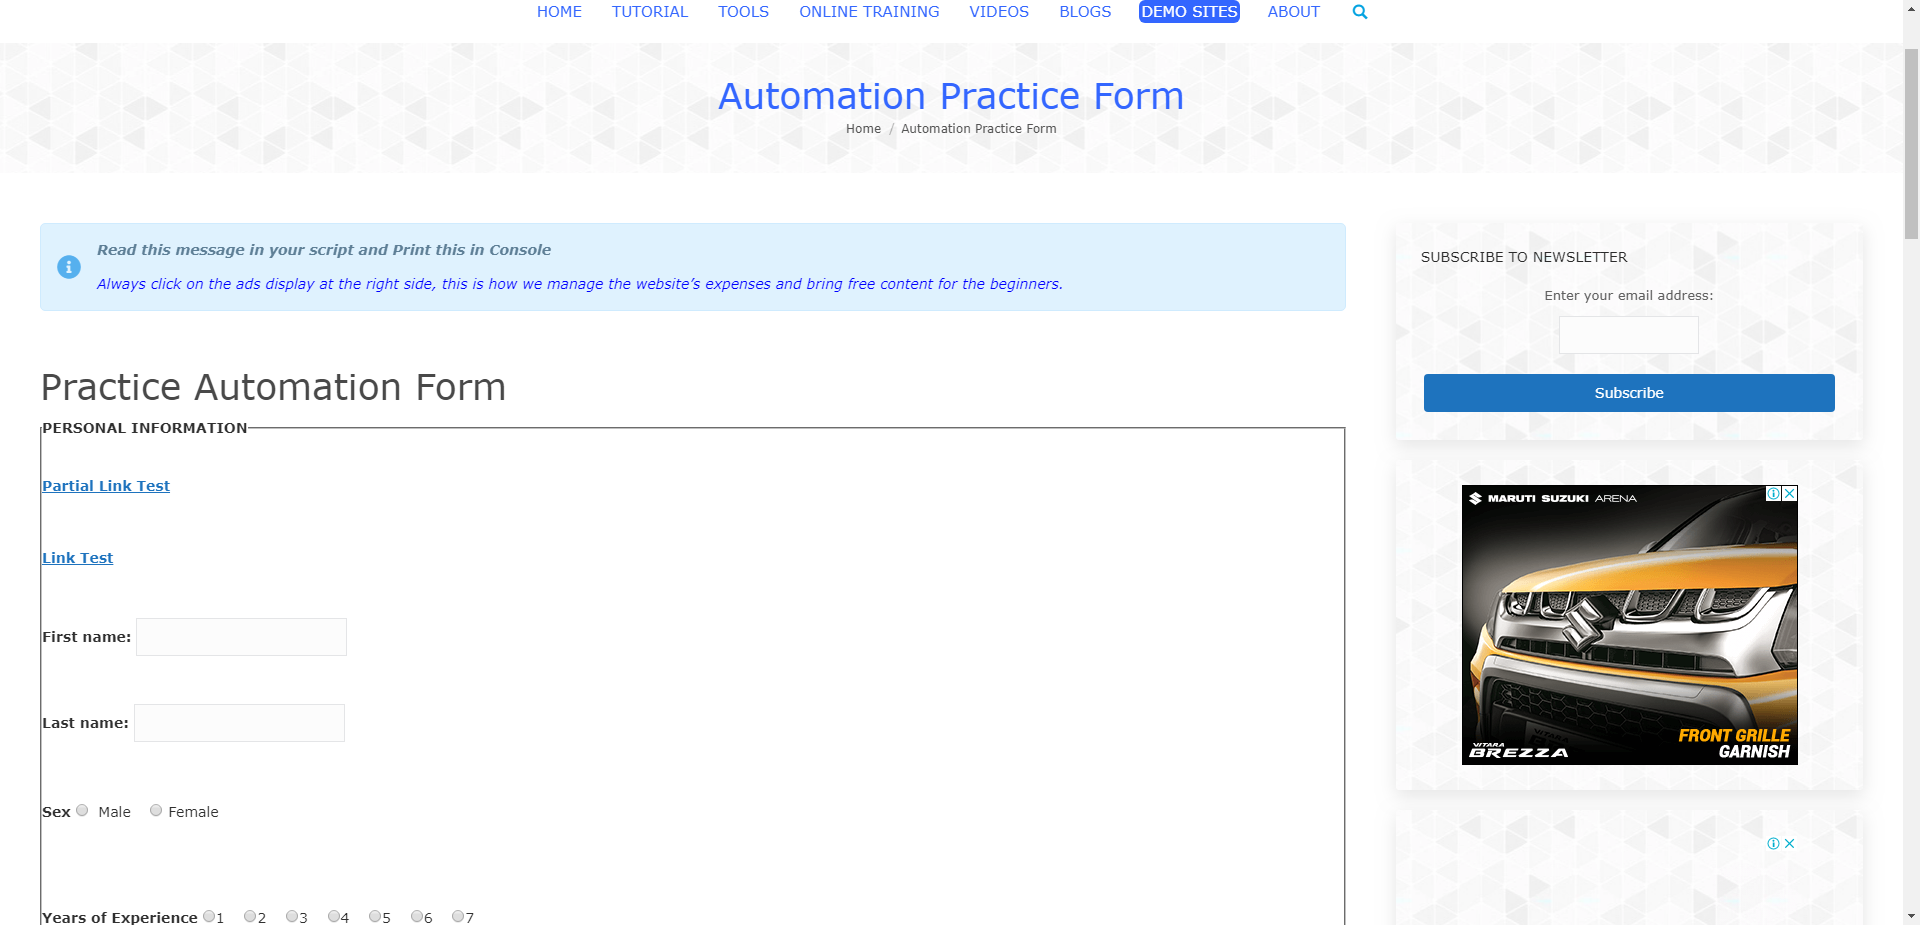 HOME TUTORIAL TOOLS ONLINE TRAINING VIDEOS BLOGS DEMO SITES ABOUT
Automation Practice Form
Home / Automation Practice Form
Read this message in your script and Print this in Console
Always click on the ads display at the right side, this is how we manage the website’s expenses and bring free content for the beginners.
Practice Automation Form
PERSONAL INFORMATION
Partial Link Test
Link Test
First name:
Last name:
Sex Male Female
Years of Experience 1 2 3 4 5 6 7
SUBSCRIBE TO NEWSLETTER
Enter your email address:
Subscribe
MARUTI SUZUKI ARENA
FRONT GRILLE
GARNISH
VITARA
BREZZA